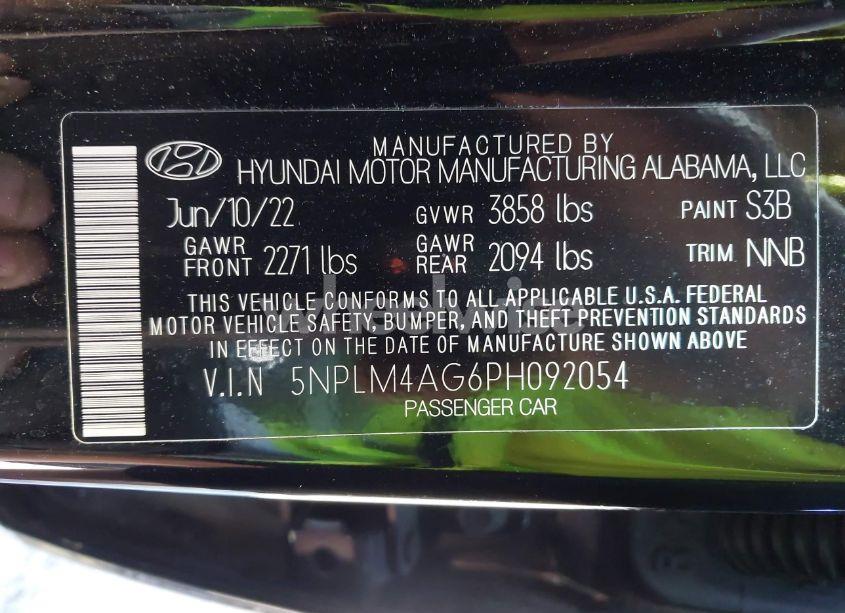 MANUFACTURED BY
HYUNDAI MOTOR MANUFACTURING ALABAMA, LLC
Jun/10/22 GVWR 3858 lbs PAINT S3B
GAWR FRONT 2271 lbs GAWR REAR 2094 lbs TRIM NNB
THIS VEHICLE CONFORMS TO ALL APPLICABLE U.S.A. FEDERAL
MOTOR VEHICLE SAFETY, BUMPER, AND THEFT PREVENTION STANDARDS
IN EFFECT ON THE DATE OF MANUFACTURE SHOWN ABOVE
V.I.N 5NPLM4AG6PH092054
PASSENGER CAR